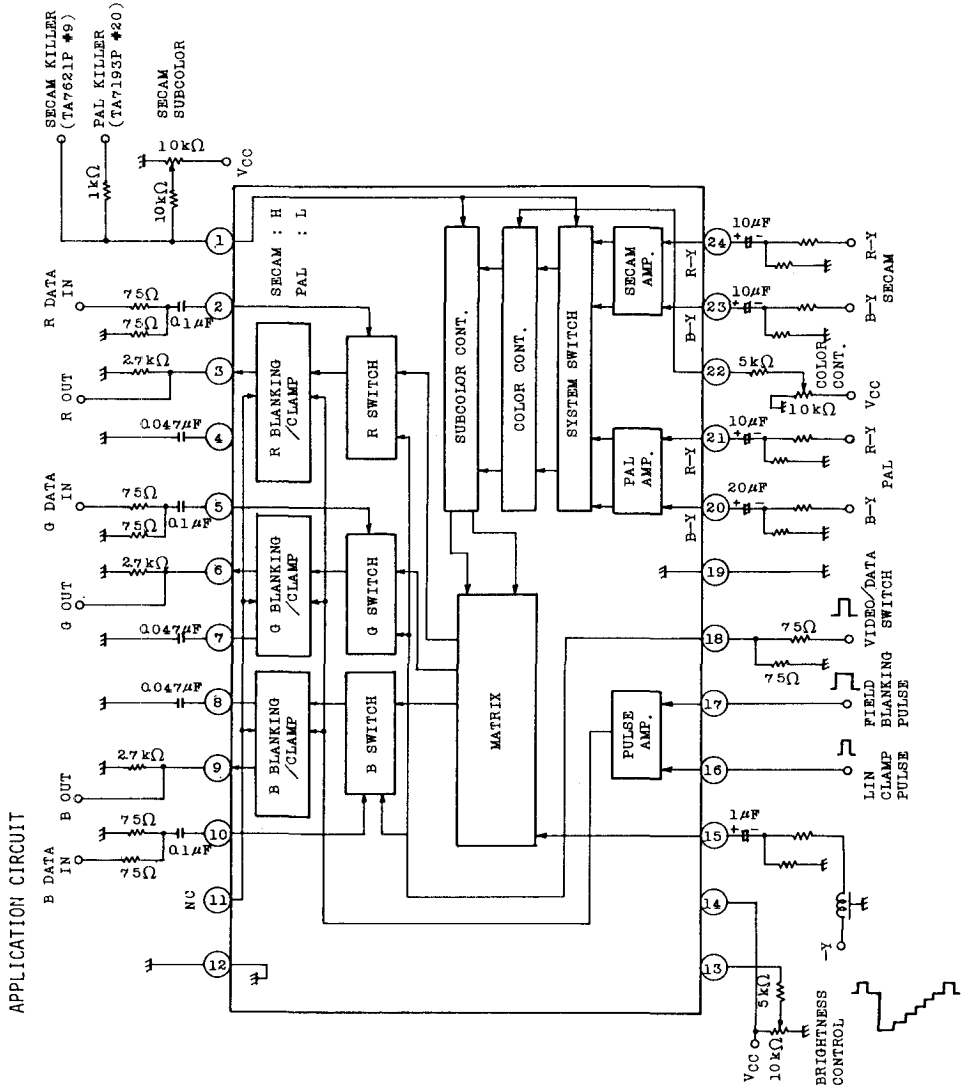 APPLICATION CIRCUIT
SECAM KILLER
(TA7621P #9)
PAL KILLER
(TA7193P #20)
SECAM
SUBCOLOR
1kΩ
10kΩ
10kΩ
VCC
B DATA
IN
75Ω
75Ω
0.1μF
B OUT
2.7kΩ
0.047μF
0.047μF
G OUT
2.7kΩ
G DATA
IN
75Ω
75Ω
0.1μF
0.047μF
R OUT
2.7kΩ
R DATA
IN
75Ω
75Ω
0.1μF
NC
12
11
10
9
8
7
6
5
4
3
2
1
SECAM : H
PAL : L
B BLANKING
/CLAMP
G BLANKING
/CLAMP
R BLANKING
/CLAMP
B SWITCH
G SWITCH
R SWITCH
MATRIX
SUBCOLOR CONT.
COLOR CONT.
SYSTEM SWITCH
PULSE
AMP.
PAL
AMP.
SECAM
AMP.
B-Y
R-Y
B-Y
R-Y
13
14
15
16
17
18
19
20
21
22
23
24
VCC
5kΩ
10kΩ
BRIGHTNESS
CONTROL
-Y
1μF
+
-
LIN
CLAMP
PULSE
FIELD
BLANKING
PULSE
75Ω
75Ω
VIDEO/DATA
SWITCH
20μF
+
-
B-Y
PAL
10μF
+
-
R-Y
5kΩ
10kΩ
VCC
COLOR
CONT.
10μF
+
-
B-Y
SECAM
10μF
+
-
R-Y